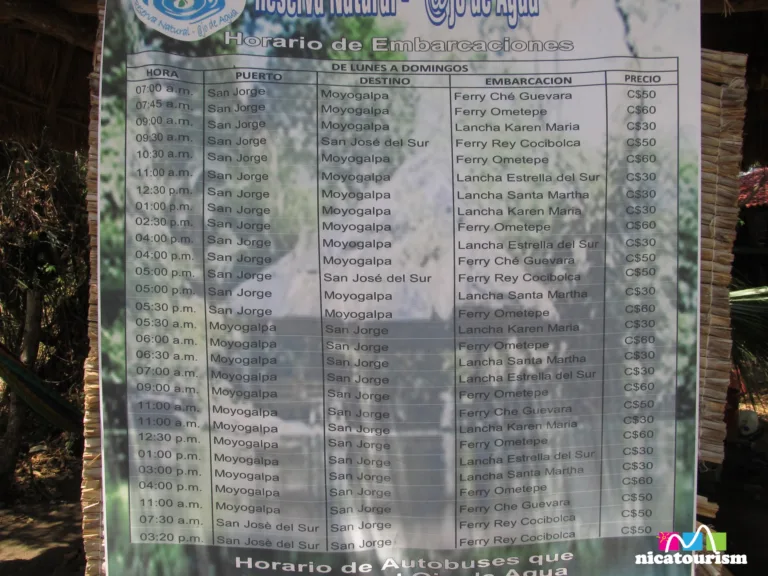 Reserva Natural - @jo de Agua
Reserva Natural - @jo de Agua
Horario de Embarcaciones
DE LUNES A DOMINGOS
HORA PUERTO DESTINO EMBARCACION PRECIO
07:00 a.m. San Jorge Moyogalpa Ferry Ché Guevara C$50
07:45 a.m. San Jorge Moyogalpa Ferry Ometepe C$60
09:00 a.m. San Jorge Moyogalpa Lancha Karen Maria C$30
09:30 a.m. San Jorge San José del Sur Ferry Rey Cocibolca C$50
10:30 a.m. San Jorge Moyogalpa Ferry Ometepe C$60
11:00 a.m. San Jorge Moyogalpa Lancha Estrella del Sur C$30
12:30 p.m. San Jorge Moyogalpa Lancha Santa Martha C$30
01:00 p.m. San Jorge Moyogalpa Lancha Karen Maria C$30
02:30 p.m. San Jorge Moyogalpa Ferry Ometepe C$60
04:00 p.m. San Jorge Moyogalpa Lancha Estrella del Sur C$30
04:00 p.m. San Jorge Moyogalpa Ferry Ché Guevara C$50
05:00 p.m. San Jorge San José del Sur Ferry Rey Cocibolca C$50
05:00 p.m. San Jorge Moyogalpa Lancha Santa Martha C$30
05:30 p.m. San Jorge Moyogalpa Ferry Ometepe C$60
05:30 a.m. Moyogalpa San Jorge Lancha Karen Maria C$30
06:00 a.m. Moyogalpa San Jorge Ferry Ometepe C$60
06:30 a.m. Moyogalpa San Jorge Lancha Santa Martha C$30
07:00 a.m. Moyogalpa San Jorge Lancha Estrella del Sur C$30
09:00 a.m. Moyogalpa San Jorge Ferry Ometepe C$60
11:00 a.m. Moyogalpa San Jorge Ferry Ché Guevara C$50
11:00 a.m. Moyogalpa San Jorge Lancha Karen Maria C$30
12:30 p.m. Moyogalpa San Jorge Ferry Ometepe C$60
01:00 p.m. Moyogalpa San Jorge Lancha Estrella del Sur C$30
03:00 p.m. Moyogalpa San Jorge Lancha Santa Martha C$30
04:00 p.m. Moyogalpa San Jorge Ferry Ometepe C$60
11:00 a.m. Moyogalpa San Jorge Ferry Che Guevara C$50
07:30 a.m. San José del Sur San Jorge Ferry Rey Cocibolca C$50
03:20 p.m. San José del Sur San Jorge Ferry Rey Cocibolca C$50
Horario de Autobuses que
Ojo de Agua
nicatourism